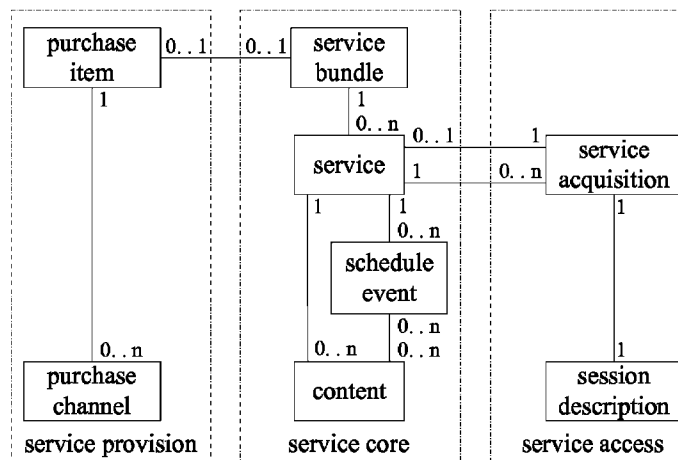 purchase
item
0..1
0..1
service
bundle
1
1
0..n
service
0..1
1
1
0..n
service
acquisition
1
1
1
0..n
schedule
event
0..n
0..n
0..n
0..n
1
purchase
channel
content
session
description
service provision
service core
service access